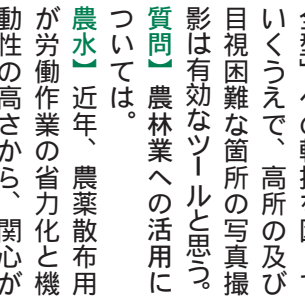 いくうえで、高所の及び
目視困難な箇所の写真撮
影は有効なツールと思う。
質問】農林業への活用に
ついては。
農水】近年、農薬散布用
が労働作業の省力化と機
動性の高さから、関心が